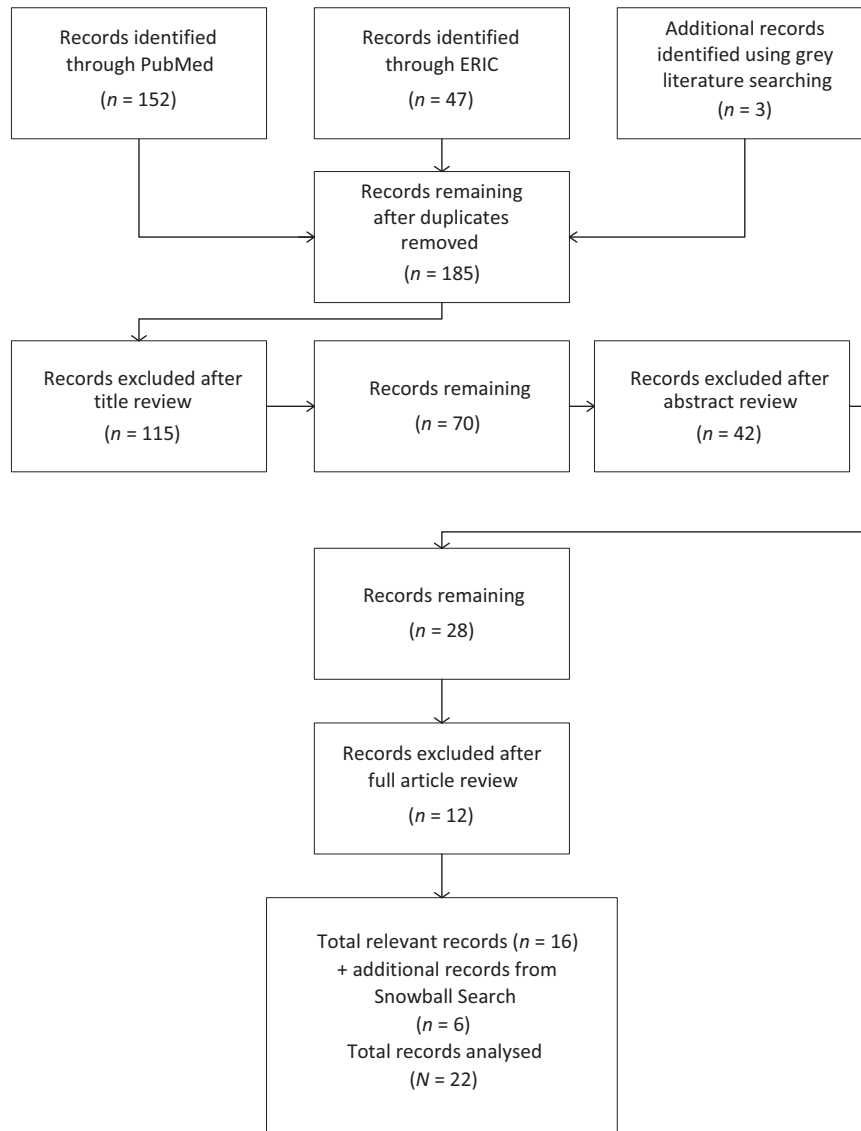 Records identified
through PubMed
(n = 152)
Records identified
through ERIC
(n = 47)
Additional records
identified using grey
literature searching
(n = 3)
Records remaining
after duplicates
removed
(n = 185)
Records excluded after
title review
(n = 115)
Records remaining
(n = 70)
Records excluded after
abstract review
(n = 42)
Records remaining
(n = 28)
Records excluded after
full article review
(n = 12)
Total relevant records (n = 16)
+ additional records from
Snowball Search
(n = 6)
Total records analysed
(N = 22)